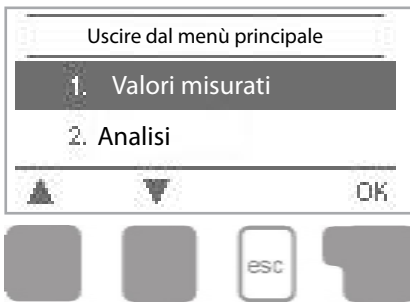 Uscire dal menù principale
1. Valori misurati
2. Analisi
OK
esc